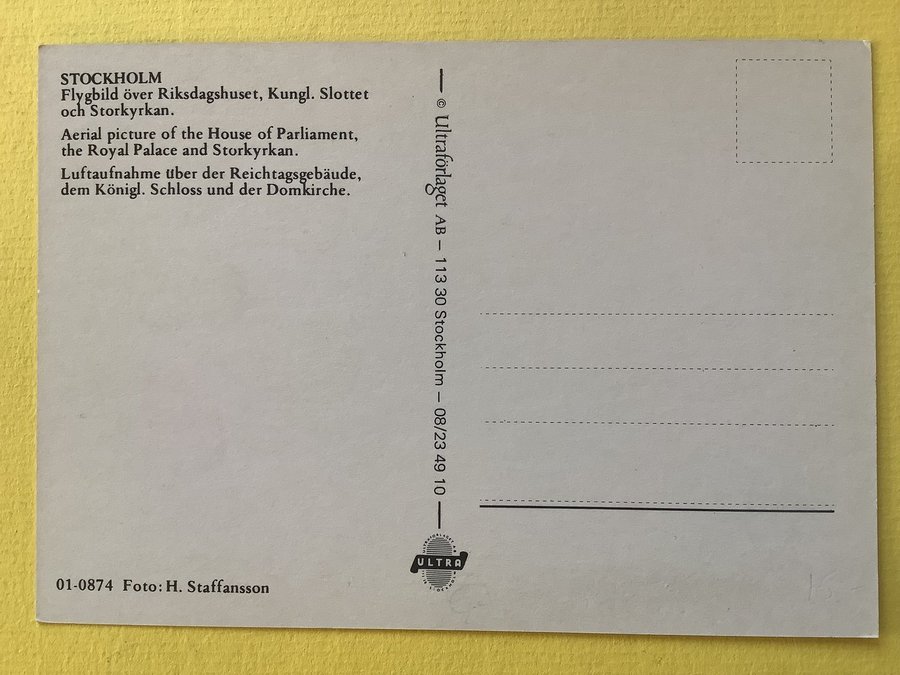 STOCKHOLM
Flygbild över Riksdagshuset, Kungl. Slottet
och Storkyrkan.
Aerial picture of the House of Parliament,
the Royal Palace and Storkyrkan.
Luftaufnahme über der Reichtagsgebäude,
dem Königl. Schloss und der Domkirche.
01-0874 Foto: H. Staffansson
© Ultraförlaget AB – 113 30 Stockholm – 08/23 49 10
ULTRA